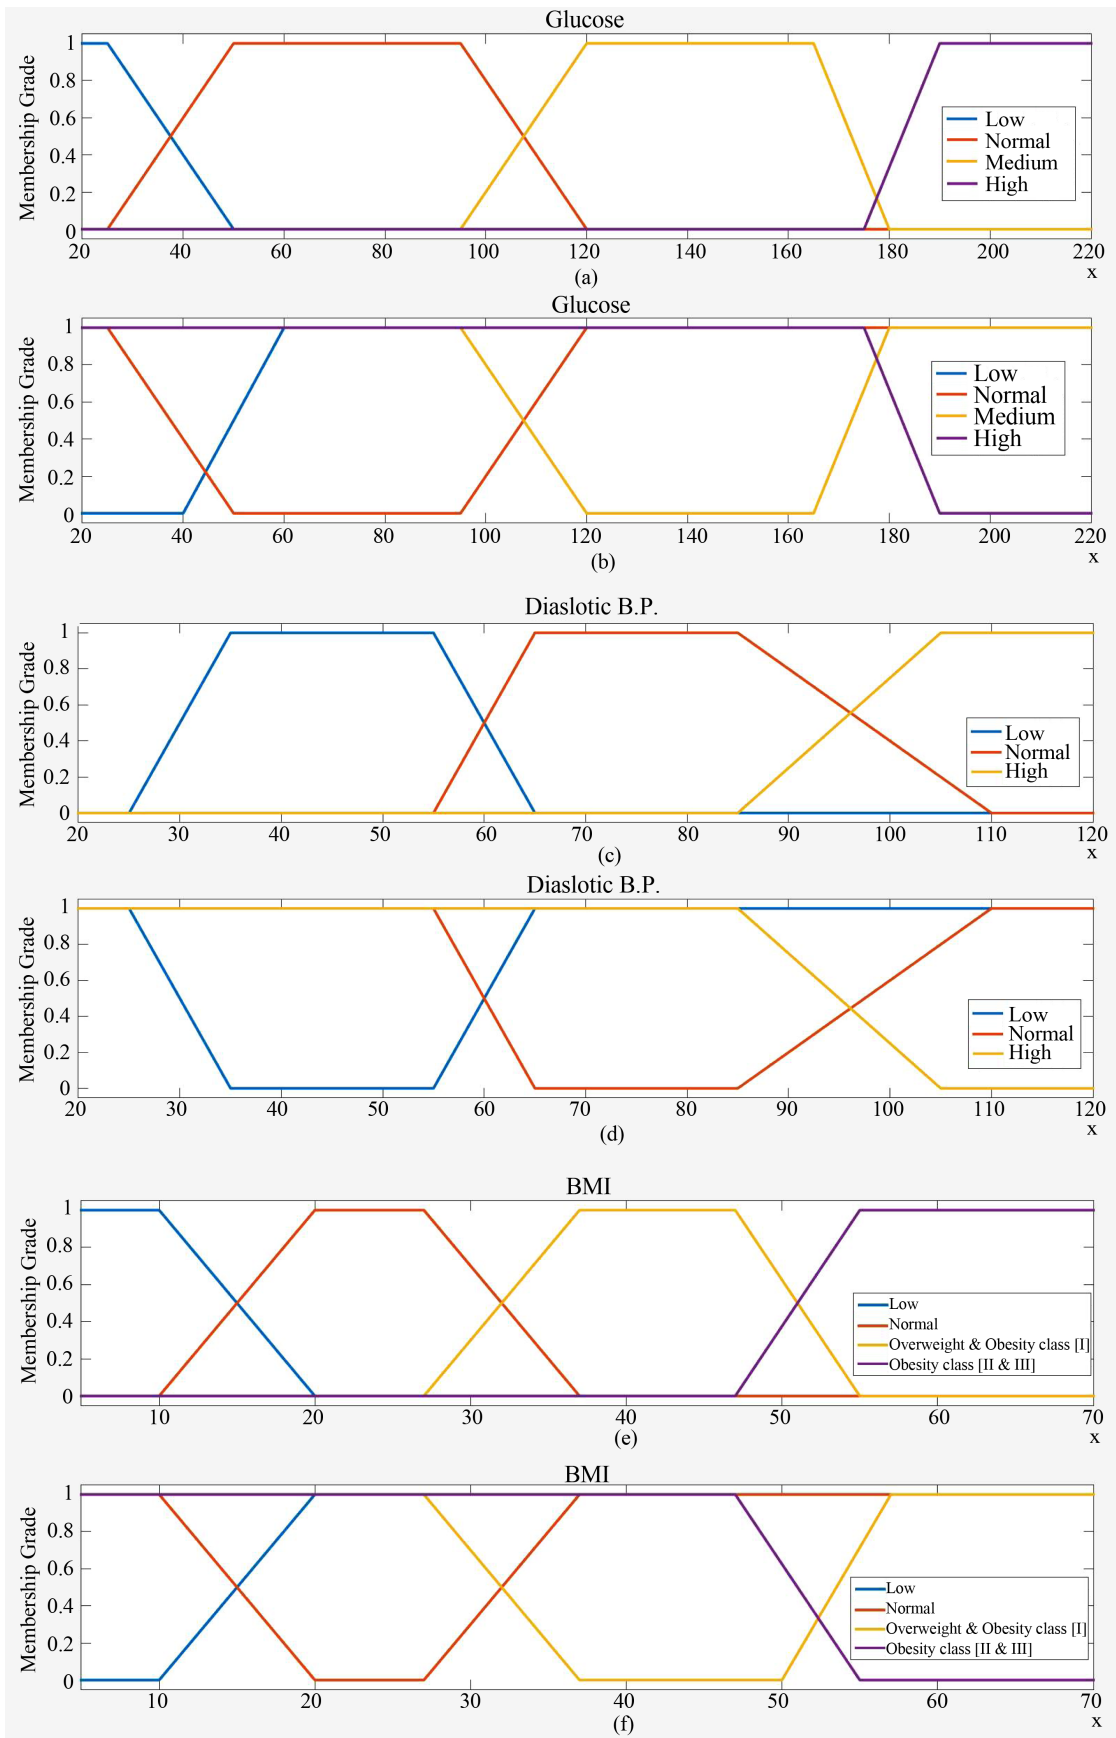 Glucose
Membership Grade
1
0.8
0.6
0.4
0.2
0
Low
Normal
Medium
High
20 40 60 80 100 120 140 160 180 200 220
x
(a)
Glucose
Membership Grade
1
0.8
0.6
0.4
0.2
0
Low
Normal
Medium
High
20 40 60 80 100 120 140 160 180 200 220
x
(b)
Diaslotic B.P.
Membership Grade
1
0.8
0.6
0.4
0.2
0
Low
Normal
High
20 30 40 50 60 70 80 90 100 110 120
x
(c)
Diaslotic B.P.
Membership Grade
1
0.8
0.6
0.4
0.2
0
Low
Normal
High
20 30 40 50 60 70 80 90 100 110 120
x
(d)
BMI
Membership Grade
1
0.8
0.6
0.4
0.2
0
Low
Normal
Overweight & Obesity class [I]
Obesity class [II & III]
10 20 30 40 50 60 70
x
(e)
BMI
Membership Grade
1
0.8
0.6
0.4
0.2
0
Low
Normal
Overweight & Obesity class [I]
Obesity class [II & III]
10 20 30 40 50 60 70
x
(f)